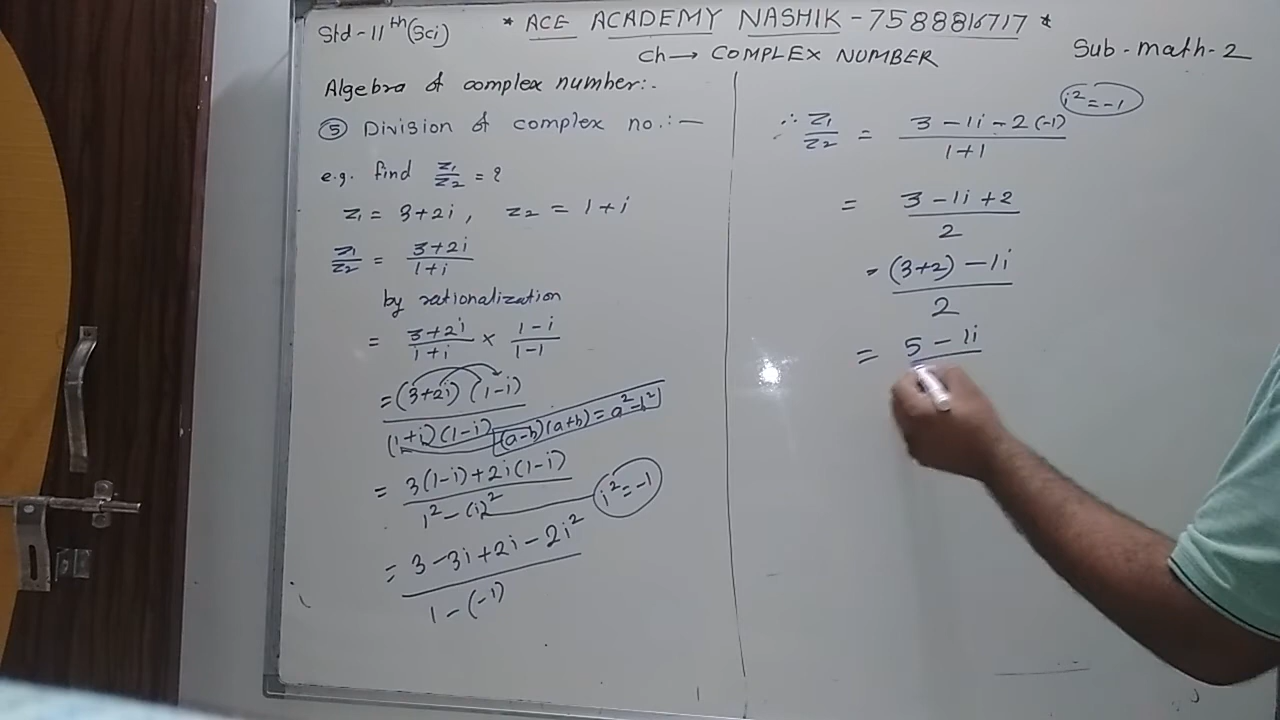 Std - 11th (Sci)
* ACE ACADEMY NASHIK - 7588816717 *
Ch → COMPLEX NUMBER
Sub - math - 2
Algebra of complex number:-
⑤ Division of complex no.:—
e.g. find z₁/z₂ = ?
z₁ = 3+2i, z₂ = 1+i
z₁/z₂ = 3+2i / 1+i
by rationalization
= 3+2i / 1+i × 1-i / 1-1
= (3+2i) (1-i) / (1+i) (1-i)
(a-b)(a+b) = a²-b²
= 3(1-i)+2i(1-i) / 1² - (i)²
i² = -1
= 3-3i+2i-2i² / 1-(-1)
i² = -1
∴ z₁/z₂ = 3-1i-2(-1) / 1+1
= 3-1i+2 / 2
= (3+2)-1i / 2
= 5-1i